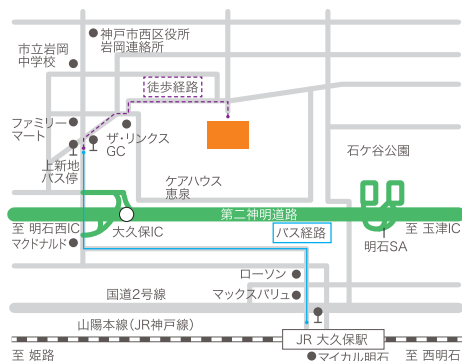 神戸市西区役所
岩岡連絡所
市立岩岡
中学校
徒歩経路
ファミリー
マート
ザ・リンクス
GC
上新地
バス停
石ケ谷公園
ケアハウス
恵泉
第二神明道路
至 明石西IC
大久保IC
バス経路
至 玉津IC
明石SA
マクドナルド
ローソン
国道2号線
マックスバリュ
山陽本線(JR神戸線)
JR 大久保駅
至 姫路
マイカル明石
至 西明石